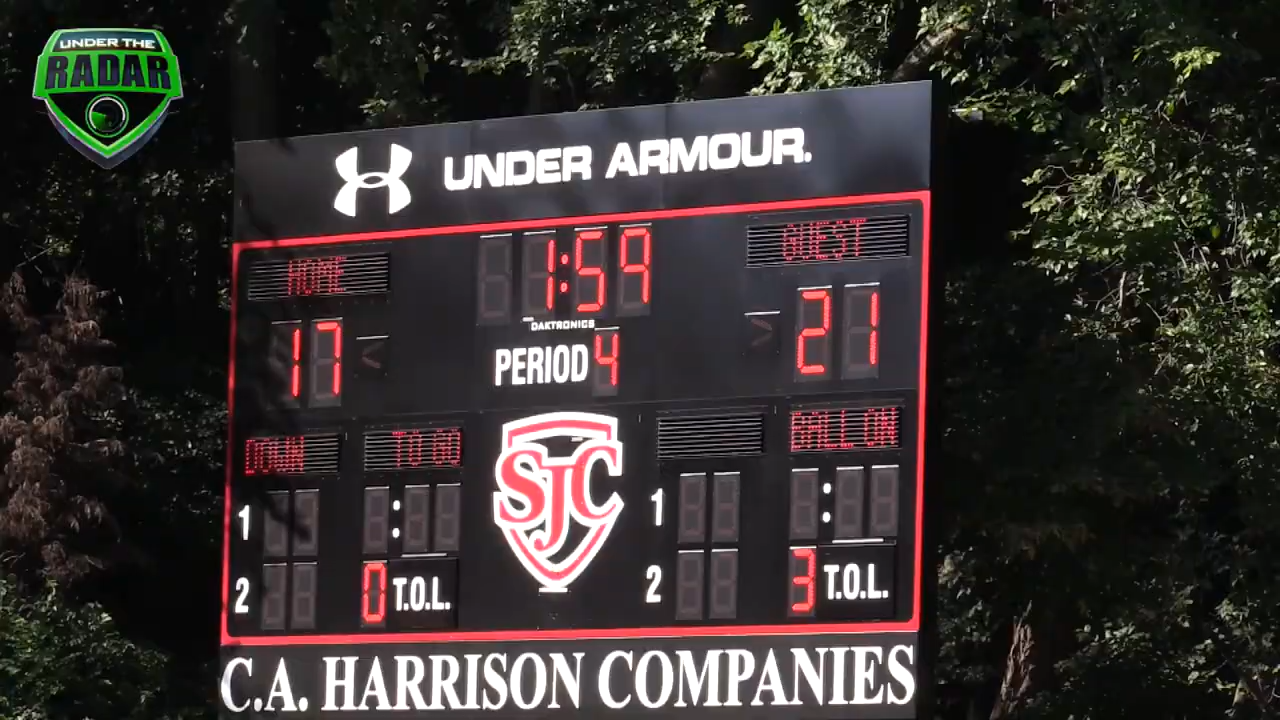 UNDER THE
RADAR
UNDER ARMOUR.
HOME
1:59
GUEST
DAKTRONICS
17
<
PERIOD 4
>
21
DOWN
TO GO
SJC
BALL ON
1
:
1
:
2
0 T.O.L.
2
3 T.O.L.
C.A. HARRISON COMPANIES